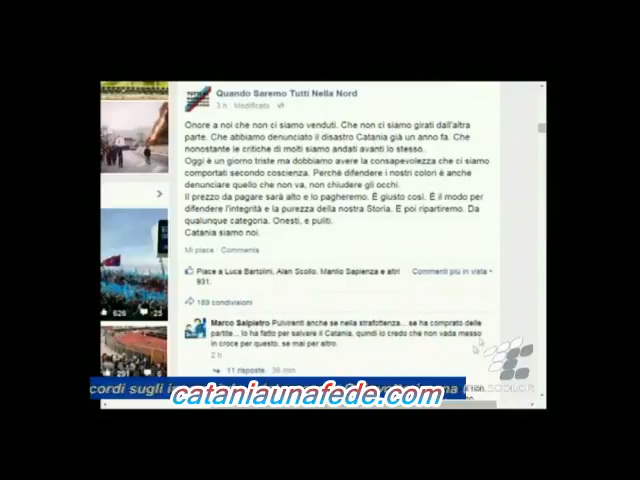 Quando Saremo Tutti Nella Nord
3 h · Modificato
Onore a noi che non ci siamo venduti. Che non ci siamo girati dall'altra
parte. Che abbiamo denunciato il disastro Catania già un anno fa. Che
nonostante le critiche di molti siamo andati avanti lo stesso.
Oggi è un giorno triste ma dobbiamo avere la consapevolezza che ci siamo
comportati secondo coscienza. Perchè difendere i nostri colori è anche
denunciare quello che non va, non chiudere gli occhi.
Il prezzo da pagare sarà alto e lo pagheremo. È giusto così. È il modo per
difendere l'integrità e la purezza della nostra Storia. E poi ripartiremo. Da
qualunque categoria. Onesti, e puliti.
Catania siamo noi.
Mi piace · Commenta
Piace a Luca Bartolini, Alan Scollo, Manlio Sapienza e altri
931.
Commenti più in vista
189 condivisioni
Marco Salpietro Pulvirenti anche se nella strafottenza... se ha comprato delle
partite... lo ha fatto per salvare il Catania, quindi io credo che non vada messo
in croce per questo, se mai per altro.
2 h
11 risposte · 36 min
626
25
291
cordi sugli in
cataniaunafede.com